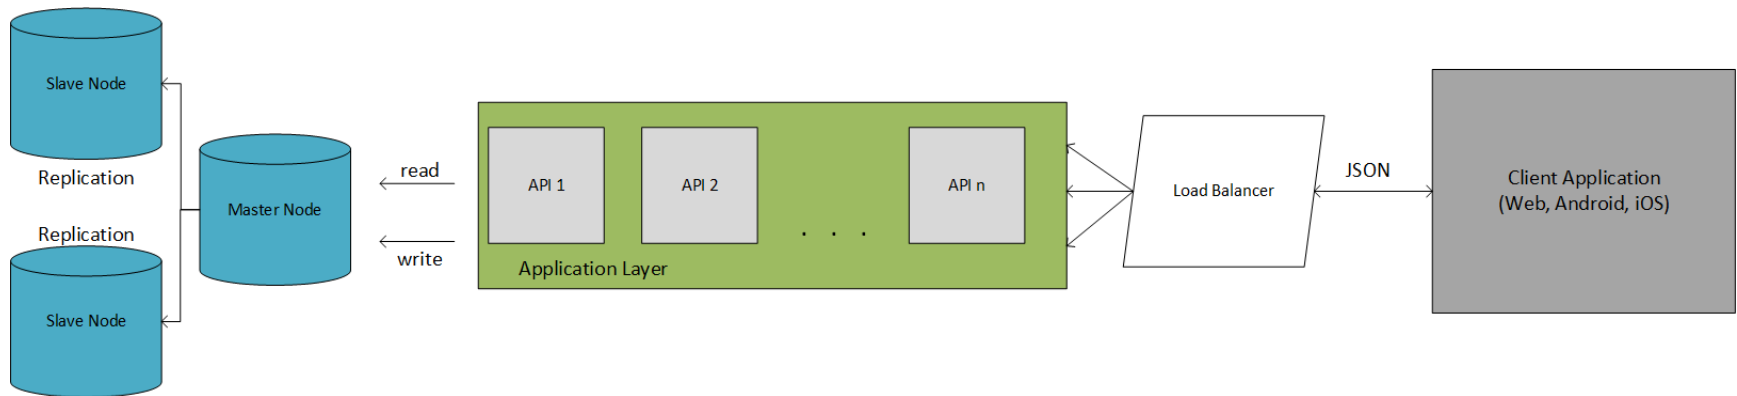 Slave Node
Replication
Replication
Slave Node
Master Node
read
write
API 1
API 2
. . .
API n
Application Layer
Load Balancer
JSON
Client Application
(Web, Android, iOS)